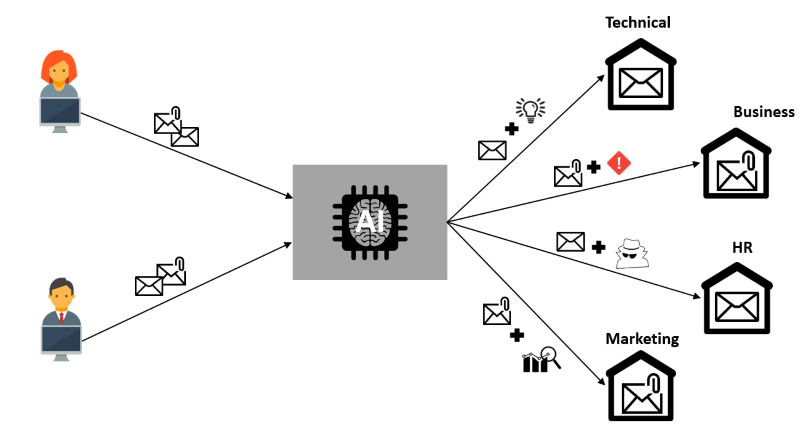 Technical
Business
AI
HR
Marketing